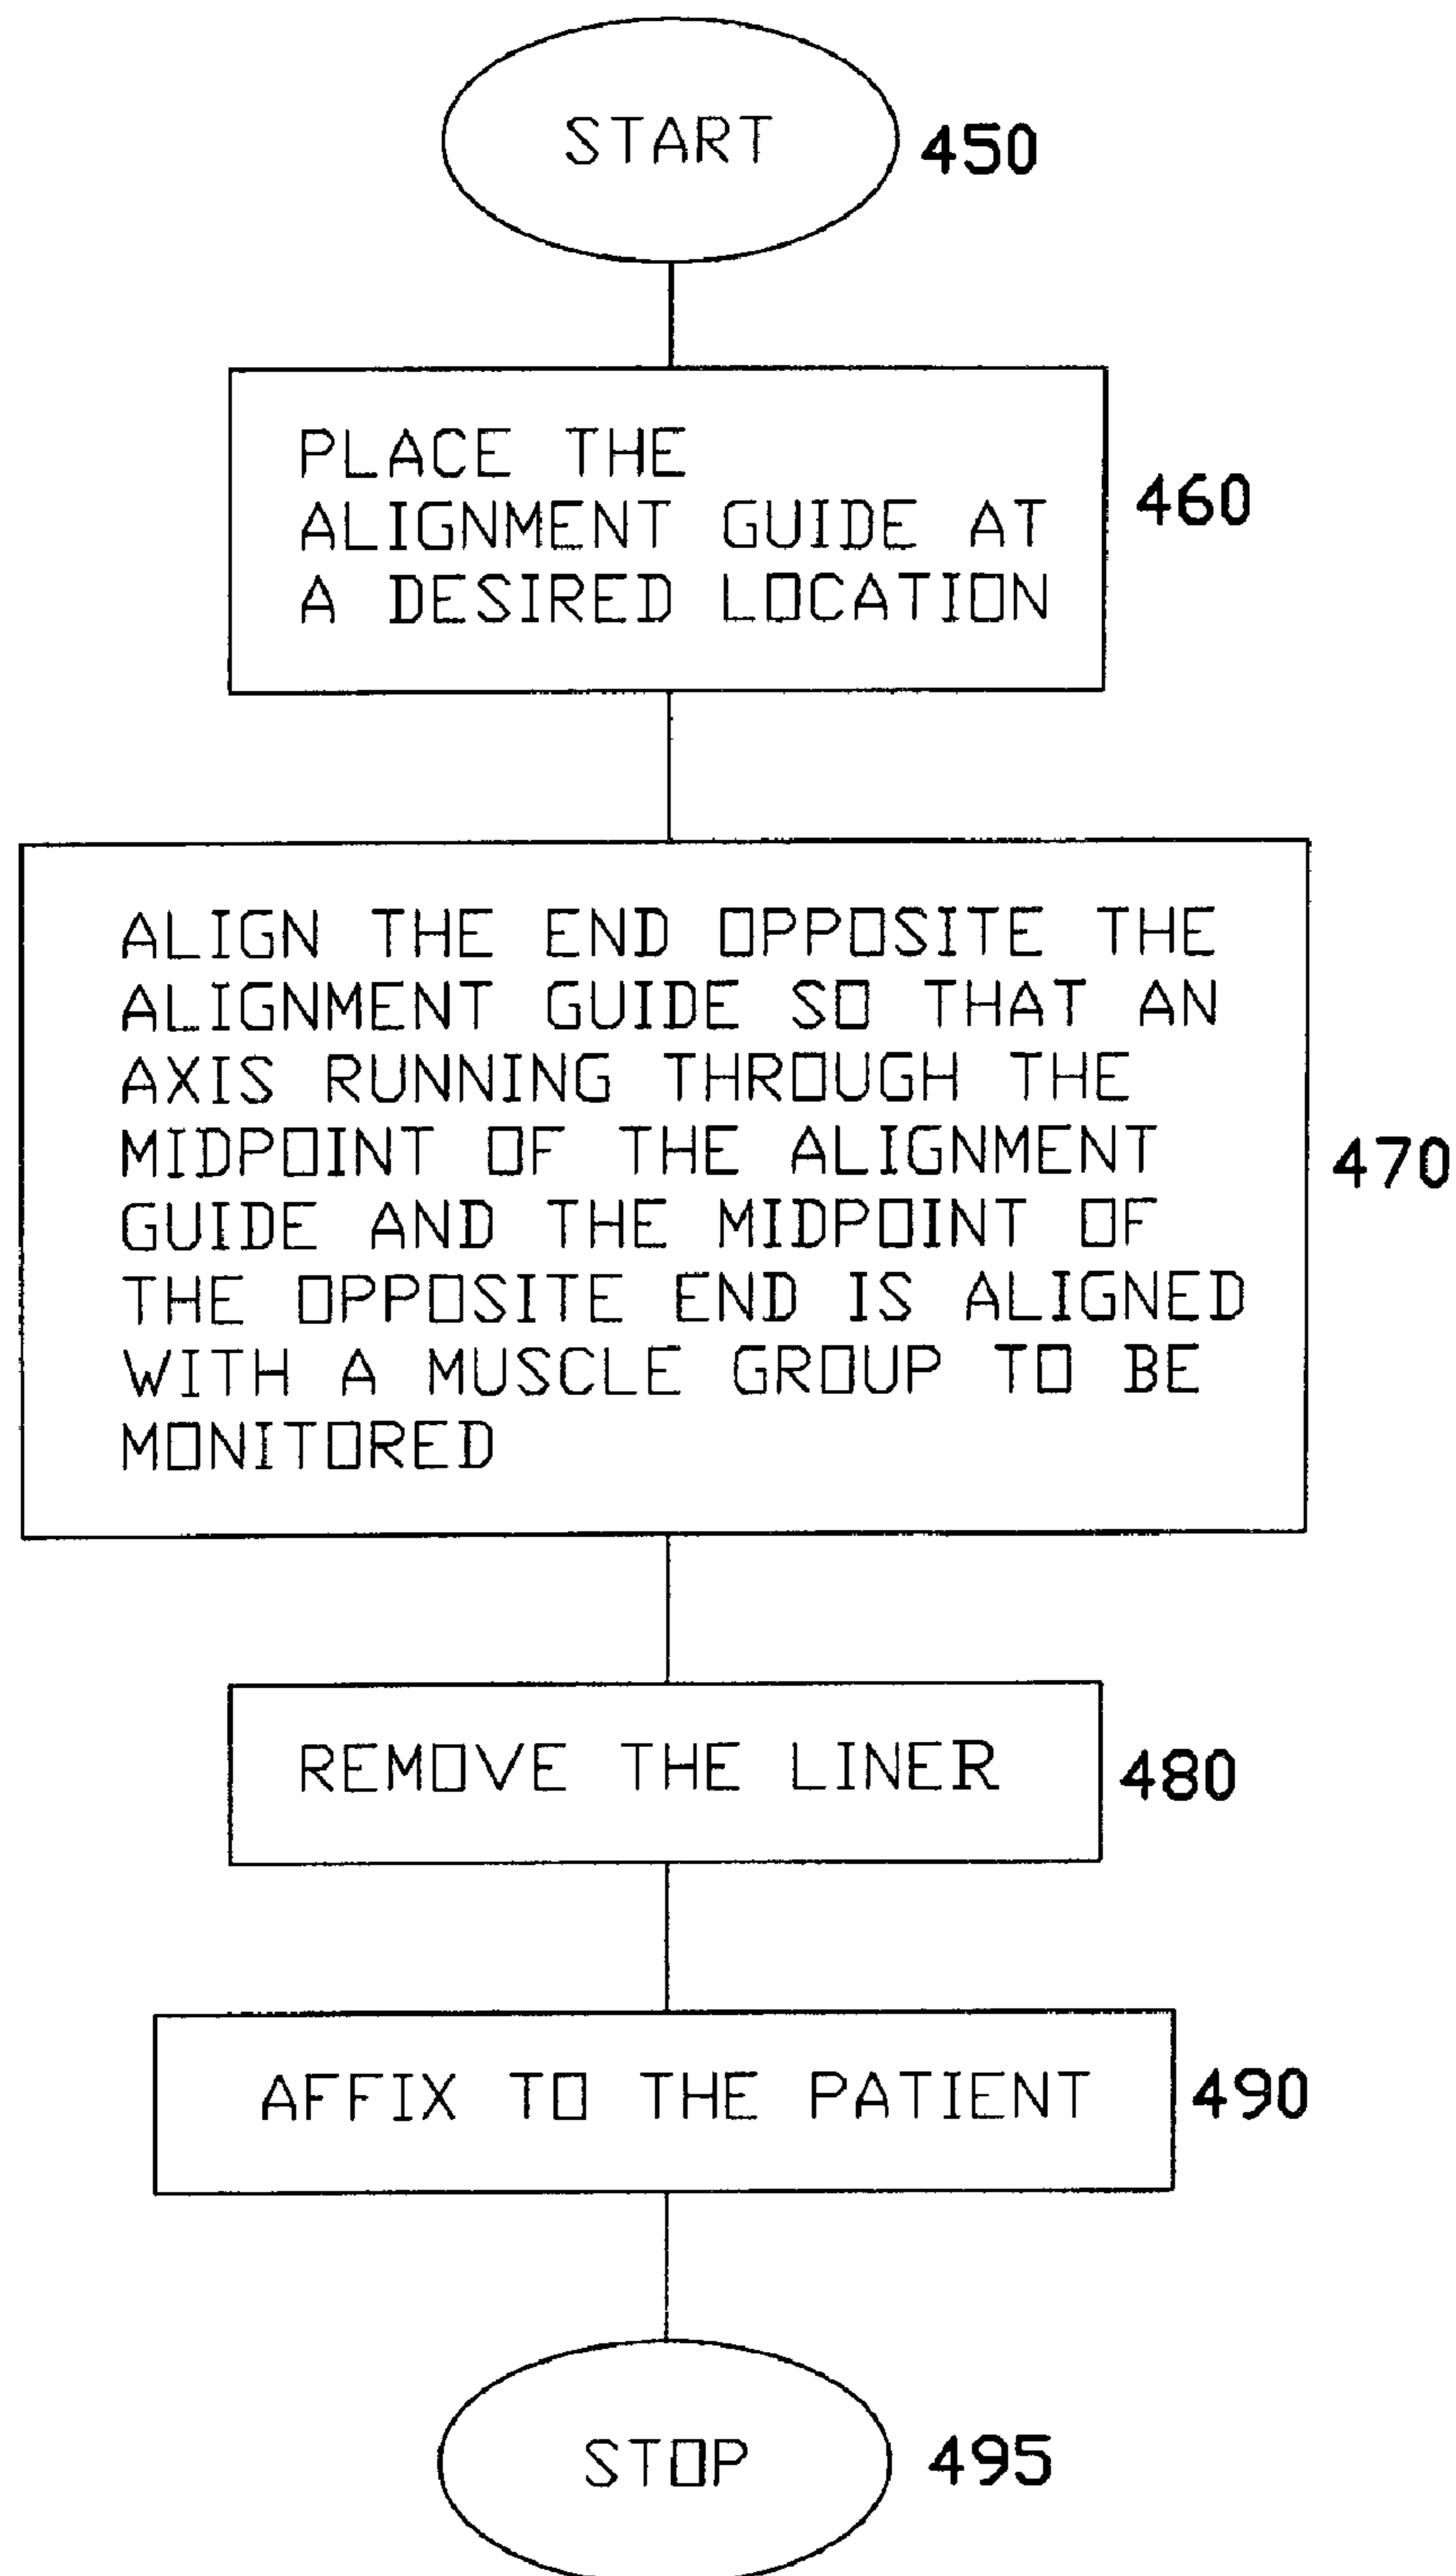 START
450
PLACE THE
ALIGNMENT GUIDE AT
A DESIRED LOCATION
460
ALIGN THE END OPPOSITE THE
ALIGNMENT GUIDE SO THAT AN
AXIS RUNNING THROUGH THE
MIDPOINT OF THE ALIGNMENT
GUIDE AND THE MIDPOINT OF
THE OPPOSITE END IS ALIGNED
WITH A MUSCLE GROUP TO BE
MONITORED
470
REMOVE THE LINER
480
AFFIX TO THE PATIENT
490
STOP
495